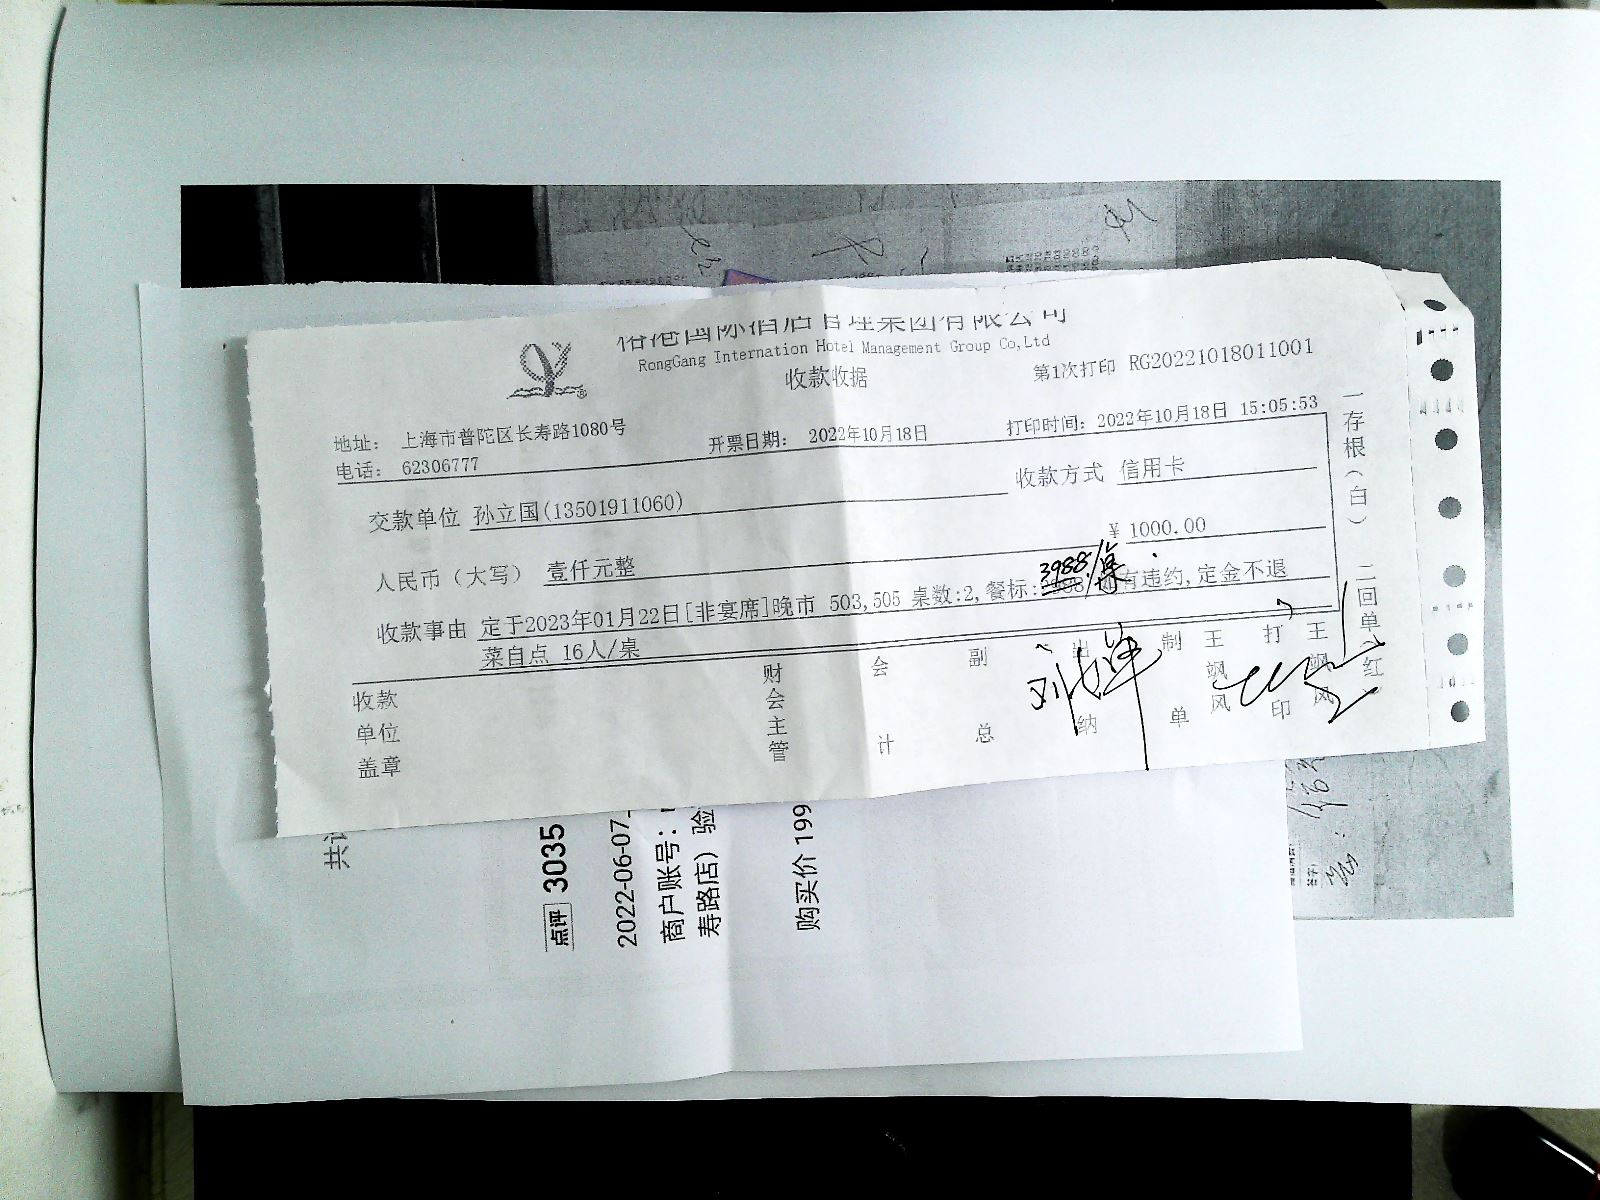 港国际酒店管理集团有限公司
RongGang Internation Hotel Management Group Co,Ltd
收款收据
第1次打印 RG20221018011001
地址： 上海市普陀区长寿路1080号
开票日期： 2022年10月18日
打印时间：2022年10月18日 15:05:53
电话： 62306777
收款方式 信用卡
交款单位 孙立国(13501911060)
¥ 1000.00
人民币（大写） 壹仟元整
3988/桌
收款事由 定于2023年01月22日[非宴席]晚市 503,505 桌数:2,餐标: 有违约,定金不退
菜自点 16人/桌
收款单位盖章
财会主管
会计
副总
出纳
制单
王飒风
打印
王飒风
一存根(白)
二回单
红
点评 3035
2022-06-07
商户账号：
寿路店）验
购买价 199